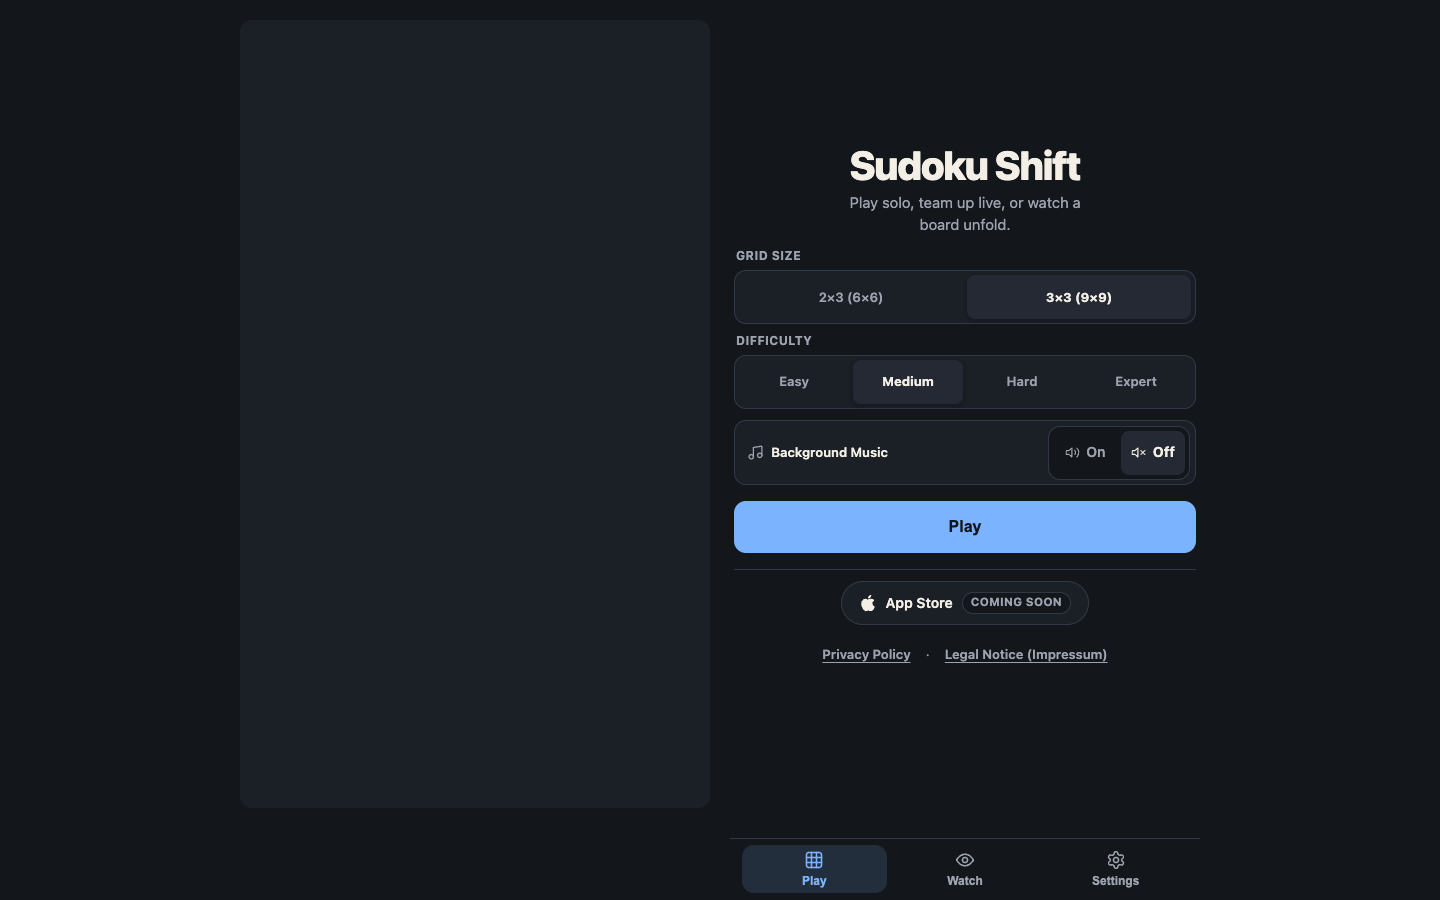 Sudoku Shift
Play solo, team up live, or watch a
board unfold.
GRID SIZE
2×3 (6×6)
3×3 (9×9)
DIFFICULTY
Easy
Medium
Hard
Expert
Background Music
On
Off
Play
App Store
COMING SOON
Privacy Policy
·
Legal Notice (Impressum)
Play
Watch
Settings